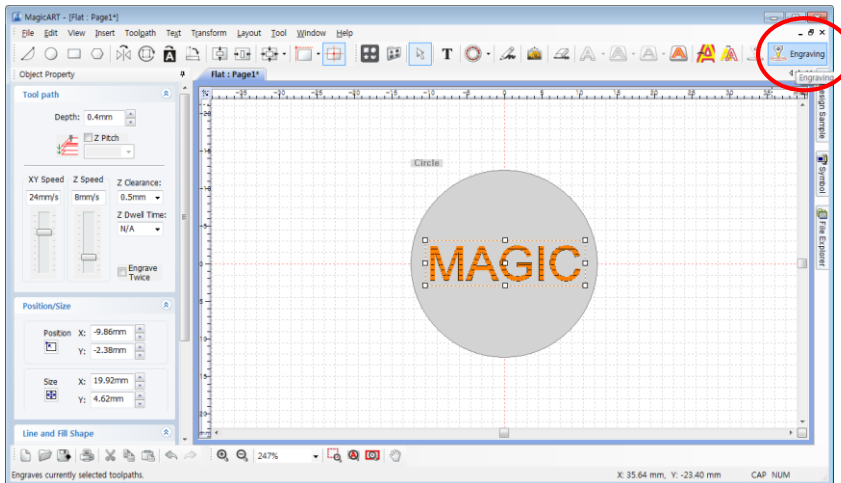 MagicART - [Flat : Page1*]
File Edit View Insert Toolgath Text Transform Layout Tool Window Help
T A A A A A A A Engraving
Object Property
Flat : Page1*
Engraving
Tool path
Depth: 0.4mm
Z Pitch
XY Speed Z Speed Z Clearance:
24mm/s 8mm/s 0.5mm
Z Dwell Time:
N/A
Engrave
Twice
Position/Size
Position X: -9.86mm
Y: -2.38mm
Size X: 19.92mm
Y: 4.62mm
Line and Fill Shape
Circle
MAGIC
Design Sample
Symbol
File Explorer
247%
Engraves currently selected toolpaths.
X: 35.64 mm, Y: -23.40 mm CAP NUM